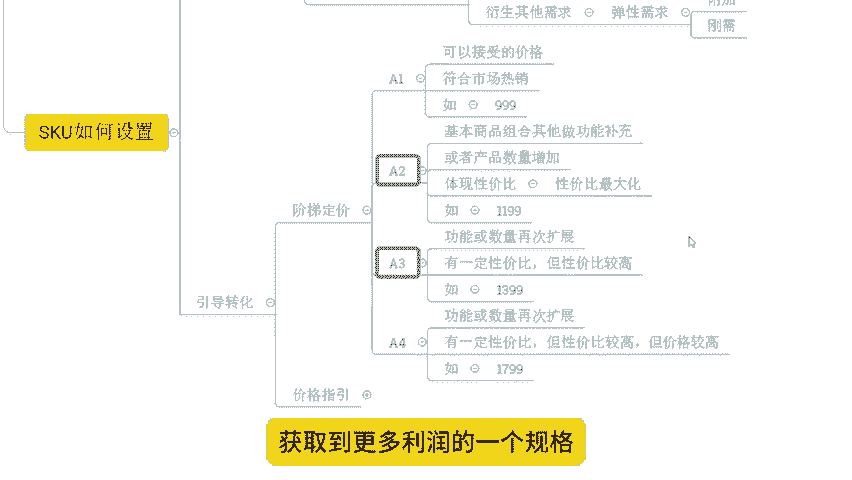 附加
衍生其他需求 弹性需求
刚需
可以接受的价格
A1 符合市场热销
如 999
SKU如何设置
基本商品组合其他做功能补充
或者产品数量增加
A2
体现性价比 性价比最大化
阶梯定价 如 1199
功能或数量再次扩展
A3 有一定性价比，但性价比较高
如 1399
引导转化
功能或数量再次扩展
A4 有一定性价比，但性价比较高，但价格较高
如 1799
价格指引
获取到更多利润的一个规格